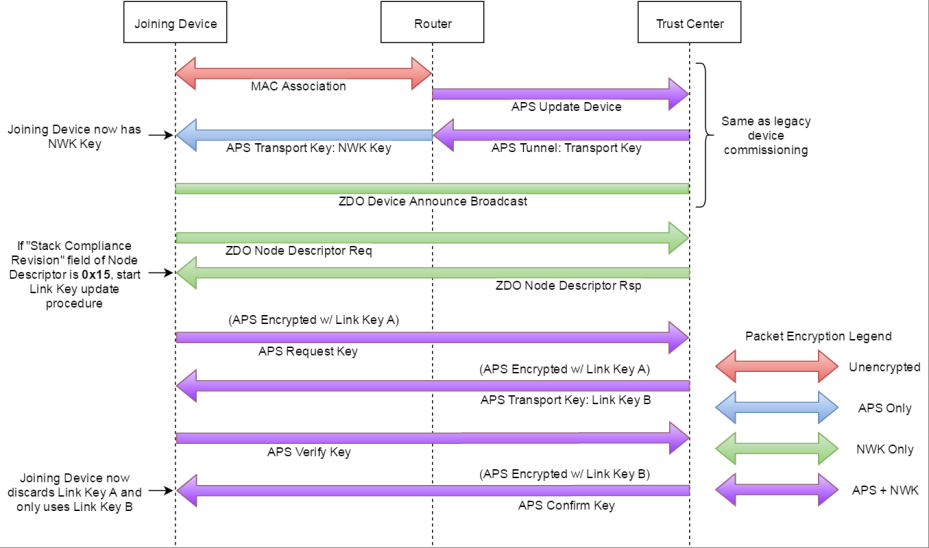 Joining Device
Router
Trust Center
MAC Association
APS Update Device
Joining Device now has
NWK Key
APS Transport Key: NWK Key
APS Tunnel: Transport Key
Same as legacy
device
commissioning
ZDO Device Announce Broadcast
ZDO Node Descriptor Req
If "Stack Compliance
Revision" field of Node
Descriptor is 0x15, start
Link Key update
procedure
ZDO Node Descriptor Rsp
(APS Encrypted w/ Link Key A)
APS Request Key
(APS Encrypted w/ Link Key A)
APS Transport Key: Link Key B
APS Verify Key
(APS Encrypted w/ Link Key B)
APS Confirm Key
Joining Device now
discards Link Key A and
only uses Link Key B
Packet Encryption Legend
Unencrypted
APS Only
NWK Only
APS + NWK